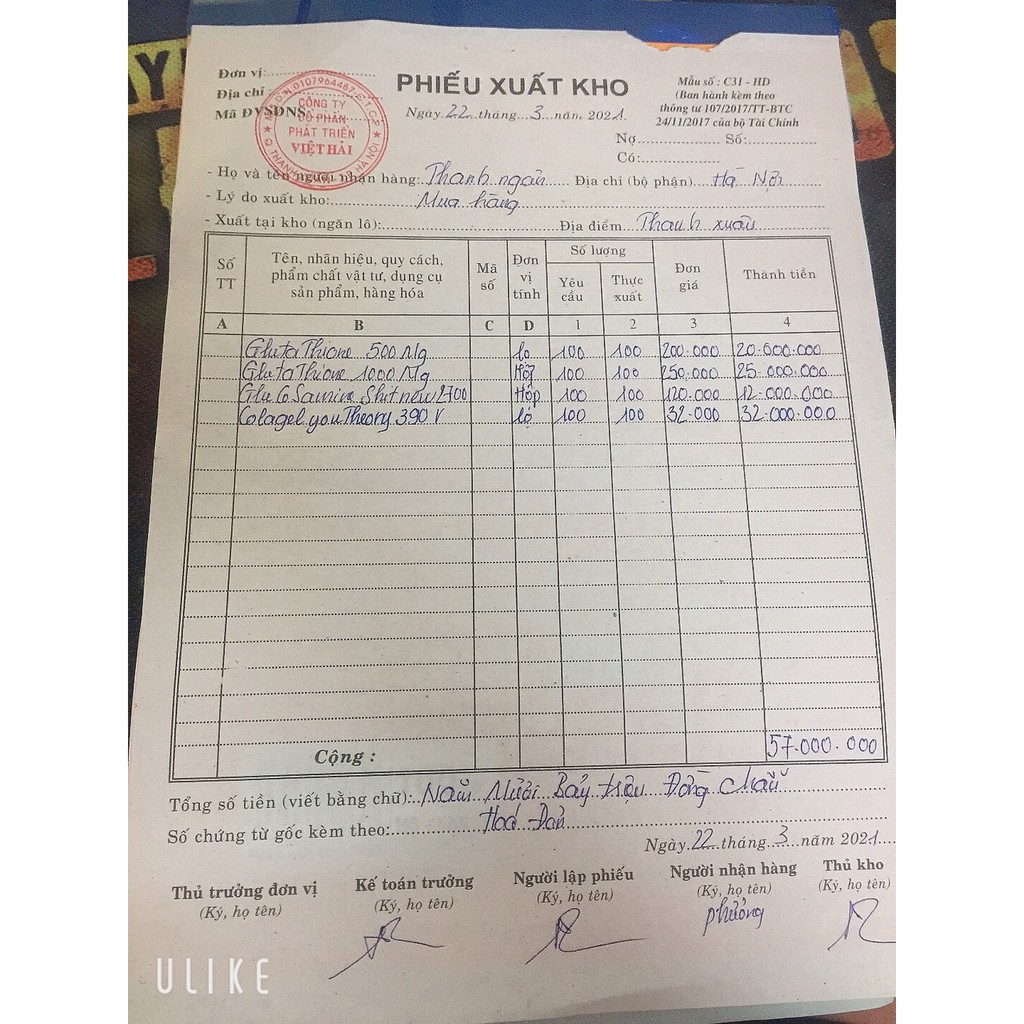 Đơn vị:
Địa chỉ:
Mã ĐVSDNS
0107964487
CÔNG TY
CỔ PHẦN
PHÁT TRIỂN
VIỆT HẢI
PHIẾU XUẤT KHO
Ngày 22 tháng 3 năm 2021
Mẫu số : C31 - HD
(Ban hành kèm theo
thông tư 107/2017/TT-BTC
24/11/2017 của bộ Tài Chính
Nợ Số:
Có:
- Họ và tên người nhận hàng: Địa chỉ (bộ phận) Hà Nội
- Lý do xuất kho: Mua hàng
- Xuất tại kho (ngăn lô): Địa điểm Thanh xuân
Số TT Tên, nhãn hiệu, quy cách, phẩm chất vật tư, dụng cụ sản phẩm, hàng hóa Mã số Đơn vị tính Số lượng Yêu cầu Thực xuất Đơn giá Thành tiền
A B C D 1 2 3 4
GlutaThione 500 Mg lọ 100 100 200.000 20.000.000
GlutaThione 1000 Mg Hộp 100 100 250.000 25.000.000
GluCoSamine 2700 Hộp 100 100 120.000 12.000.000
Colagel youTheory 390 V lọ 100 100 32.000 32.000.000
Cộng : 57.000.000
Tổng số tiền (viết bằng chữ): Năm Mươi Bảy triệu Đồng chẵn
Số chứng từ gốc kèm theo: Hoá Đơn
Ngày 22 tháng 3 năm 2021
Thủ trưởng đơn vị Kế toán trưởng Người lập phiếu Người nhận hàng Thủ kho
(Ký, họ tên) (Ký, họ tên) (Ký, họ tên) (Ký, họ tên) (Ký, họ tên)
phương
ULIKE